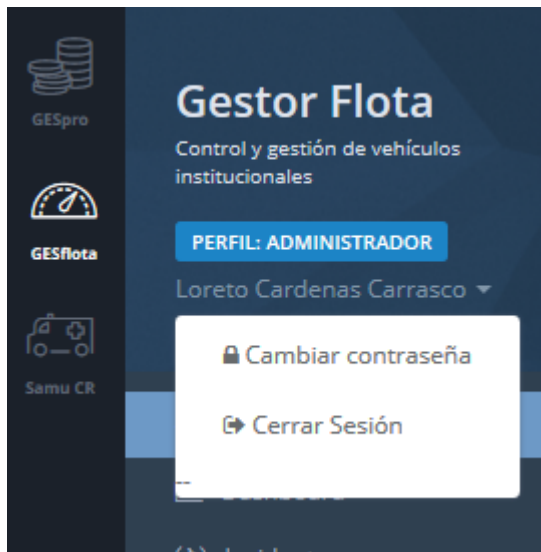 GESpro
GESflota
Samu CR
Gestor Flota
Control y gestión de vehículos
institucionales
PERFIL: ADMINISTRADOR
Loreto Cardenas Carrasco
Cambiar contraseña
Cerrar Sesión
--